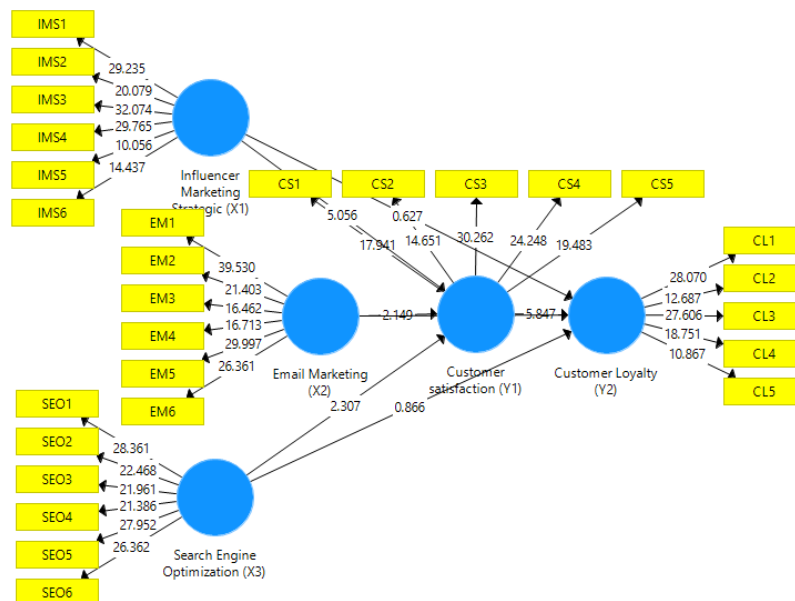 IMS1
IMS2
IMS3
IMS4
IMS5
IMS6
29.235
20.079
32.074
29.765
10.056
14.437
Influencer
Marketing
Strategic (X1)
CS1
CS2
CS3
CS4
CS5
5.056
0.627
17.941
14.651
30.262
24.248
19.483
EM1
EM2
EM3
EM4
EM5
EM6
39.530
21.403
16.462
16.713
29.997
26.361
Email Marketing
(X2)
2.149
5.847
Customer
satisfaction (Y1)
Customer Loyalty
(Y2)
CL1
CL2
CL3
CL4
CL5
28.070
12.687
27.606
18.751
10.867
2.307
0.866
SEO1
SEO2
SEO3
SEO4
SEO5
SEO6
28.361
22.468
21.961
21.386
27.952
26.362
Search Engine
Optimization (X3)